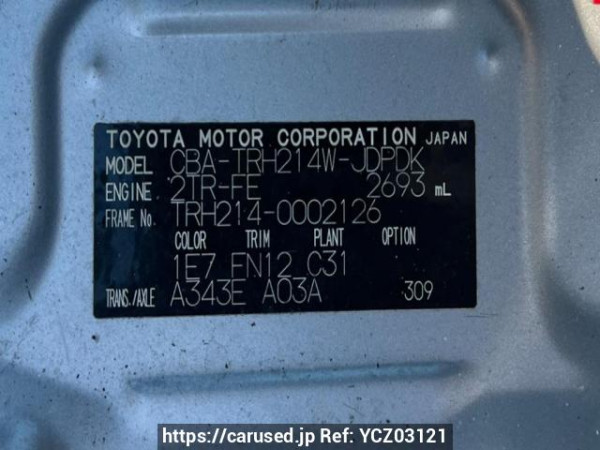 TOYOTA MOTOR CORPORATION JAPAN
MODEL CBA-TRH214W-JDPDK
ENGINE 2TR-FE 2693 mL
FRAME No. TRH214-0002126
COLOR TRIM PLANT OPTION
1E7 FN12 C31
TRANS./AXLE A343E A03A 309
https://carused.jp Ref: YCZ03121